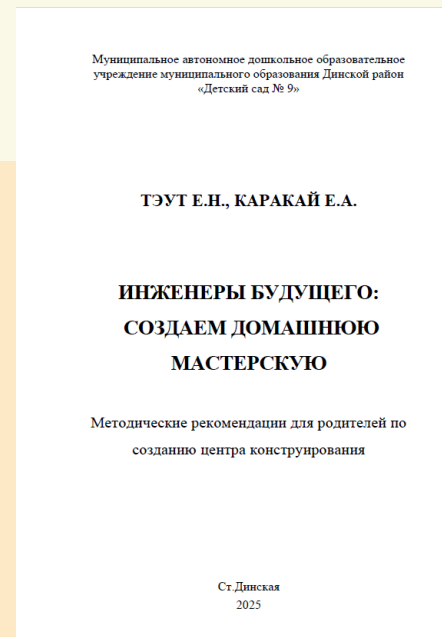 Муниципальное автономное дошкольное образовательное
учреждение муниципального образования Динской район
«Детский сад № 9»
ТЭУТ Е.Н., КАРАКАЙ Е.А.
ИНЖЕНЕРЫ БУДУЩЕГО:
СОЗДАЕМ ДОМАШНЮЮ
МАСТЕРСКУЮ
Методические рекомендации для родителей по
созданию центра конструирования
Ст.Динская
2025